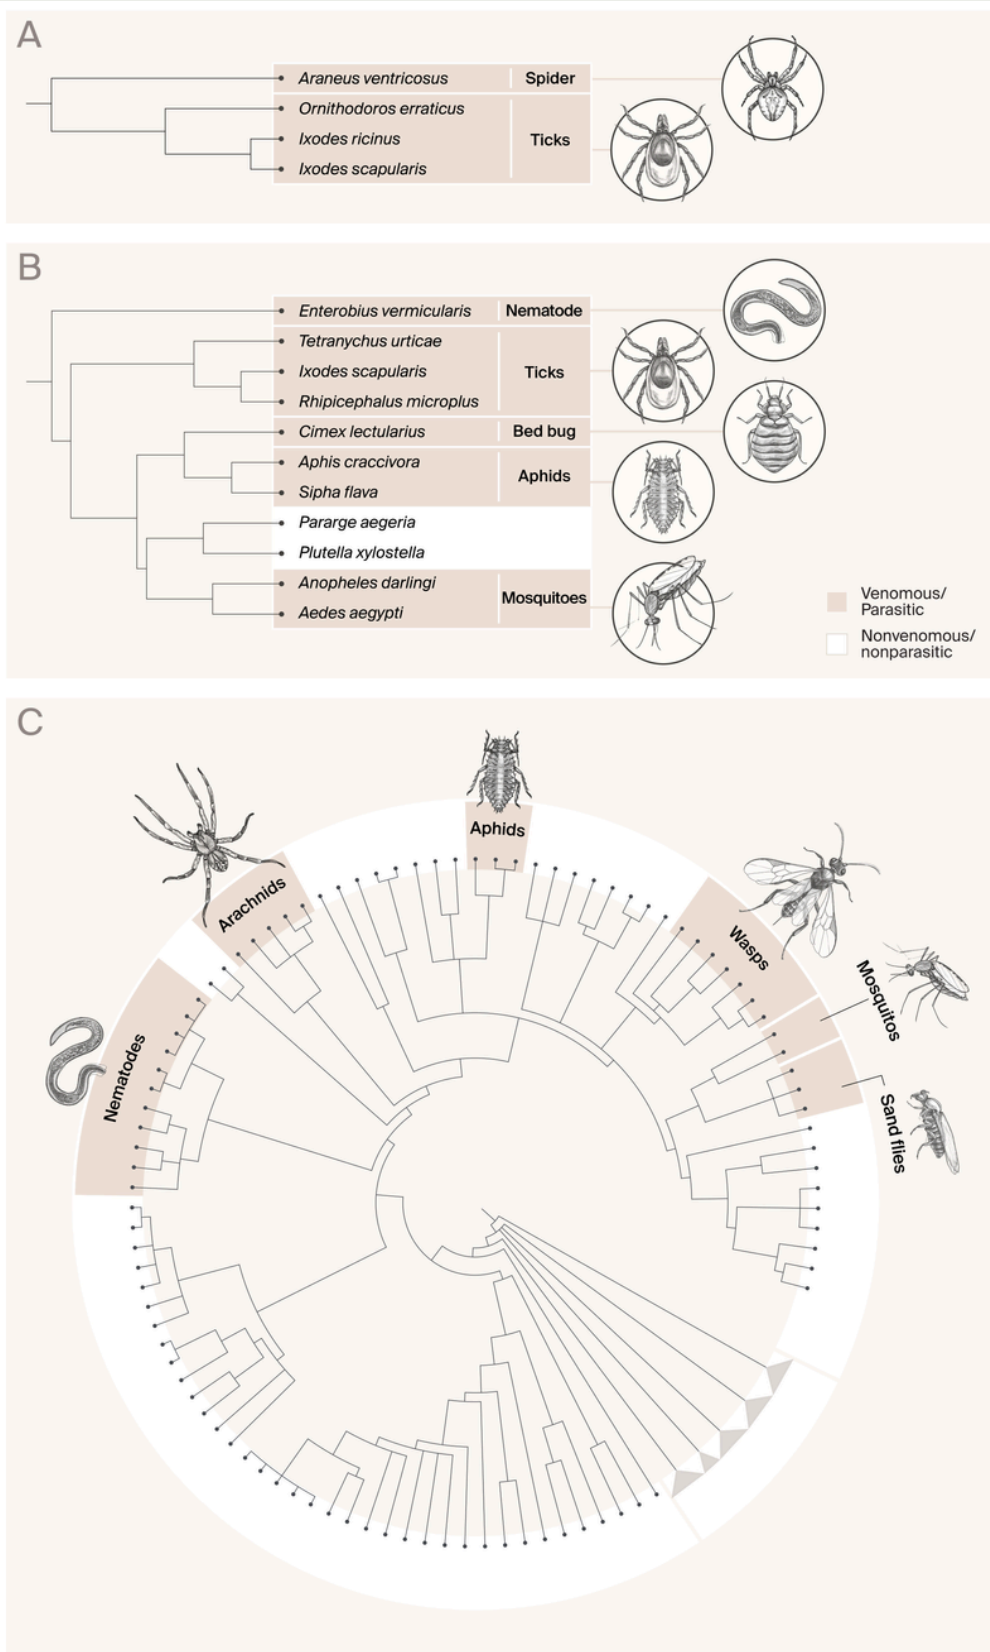 A
Araneus ventricosus Spider
Ornithodoros erraticus
Ixodes ricinus
Ticks
Ixodes scapularis
B
Enterobius vermicularis Nematode
Tetranychus urticae
Ixodes scapularis Ticks
Rhipicephalus microplus
Cimex lectularius Bed bug
Aphis craccivora
Aphids
Sipha flava
Pararge aegeria
Plutella xylostella
Anopheles darlingi
Mosquitoes
Aedes aegypti
Venomous/
Parasitic
Nonvenomous/
nonparasitic
C
Aphids
Arachnids
Wasps
Mosquitos
Nematodes
Sand flies